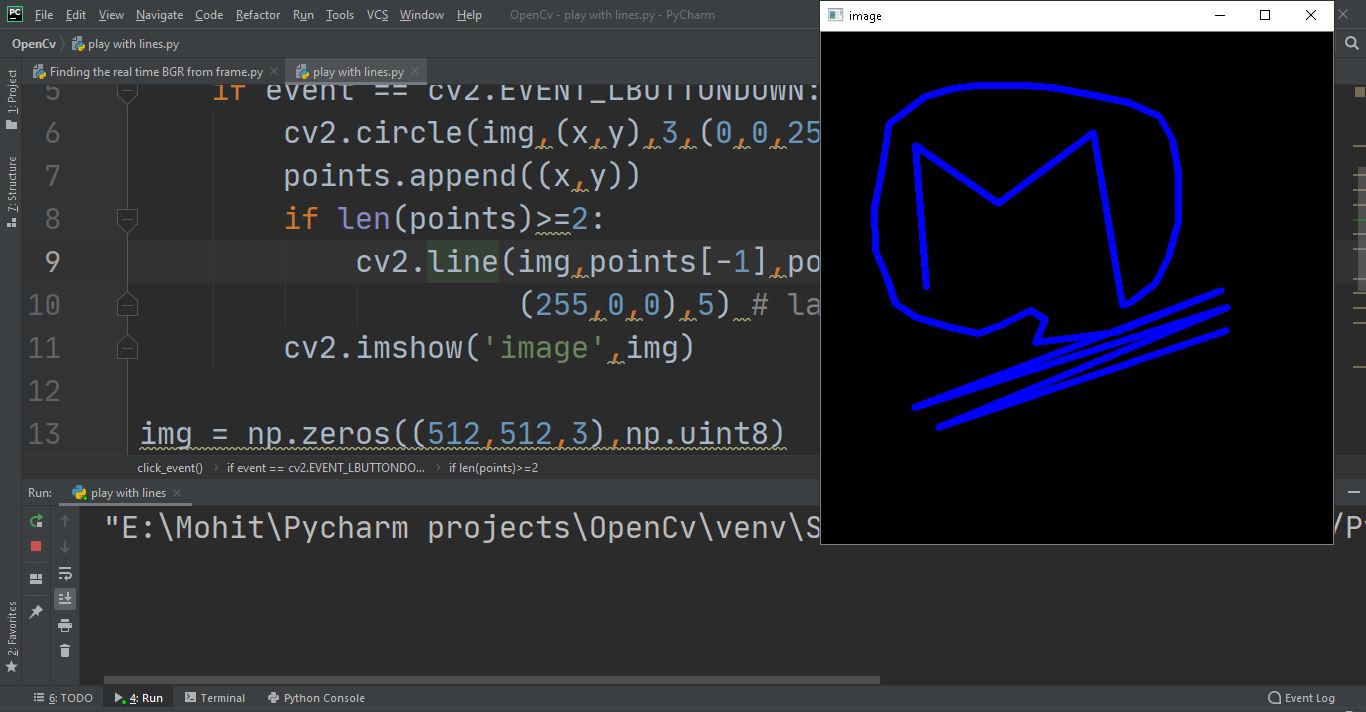 PC File Edit View Navigate Code Refactor Run Tools VCS Window Help OpenCv - play with lines.py - PyCharm
OpenCv play with lines.py
Finding the real time BGR from frame.py play with lines.py
1: Project
7: Structure
2: Favorites
5 if event == cv2.EVENT_LBUTTONDOWN:
6 cv2.circle(img,(x,y),3,(0,0,25
7 points.append((x,y))
8 if len(points)>=2:
9 cv2.line(img,points[-1],po
10 (255,0,0),5) # la
11 cv2.imshow('image',img)
12
13 img = np.zeros((512,512,3),np.uint8)
click_event() if event == cv2.EVENT_LBUTTONDO... if len(points)>=2
image
M
Run: play with lines
"E:\Mohit\Pycharm projects\OpenCv\venv\S /P
6: TODO 4: Run Terminal Python Console Event Log